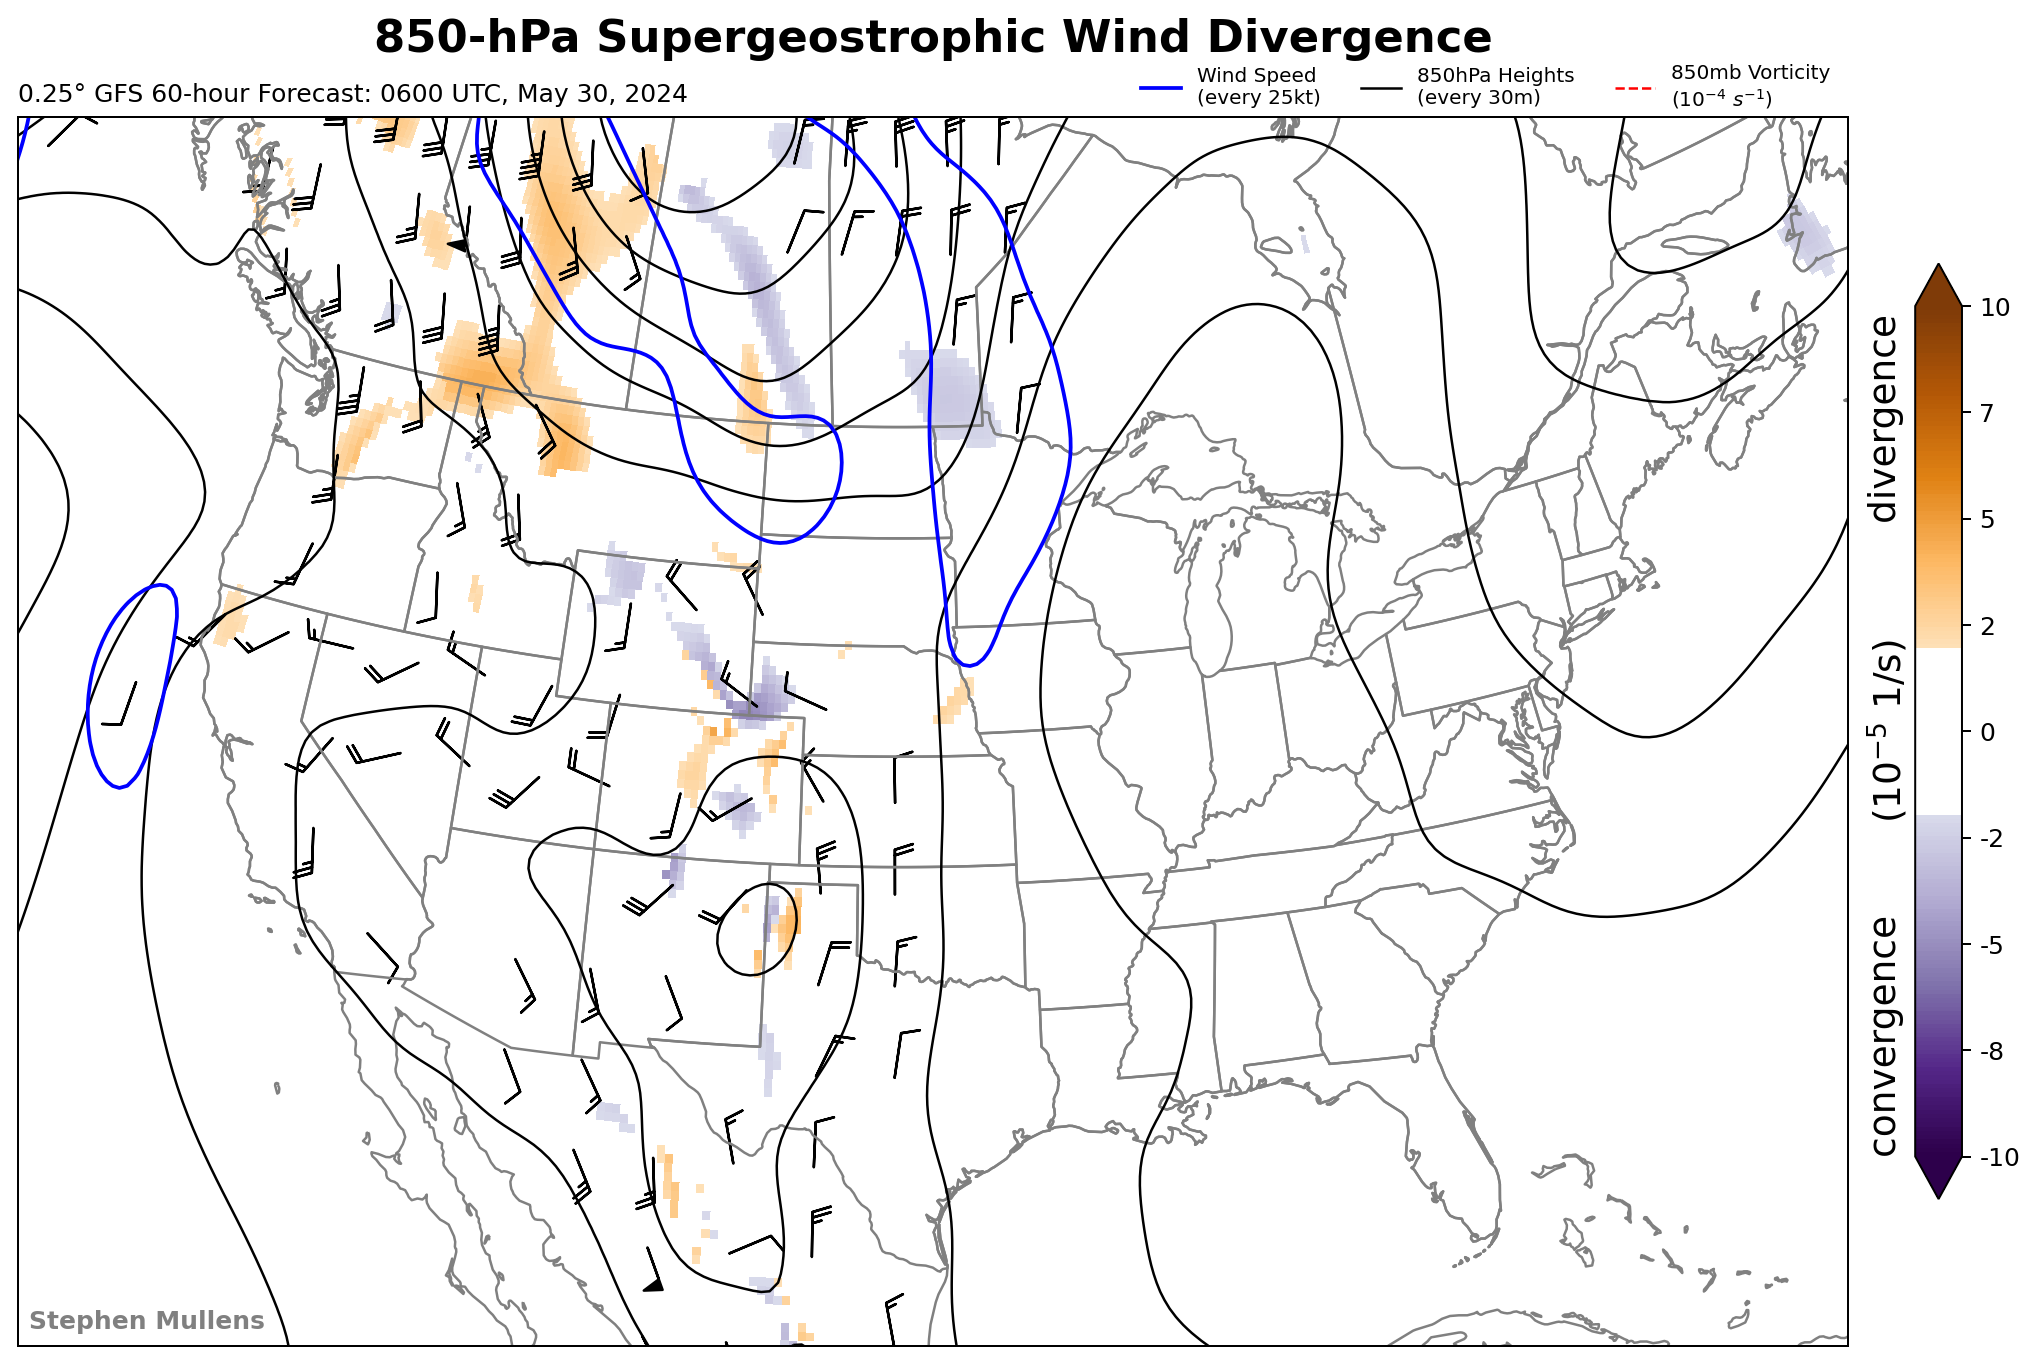 850-hPa Supergeostrophic Wind Divergence
0.25° GFS 60-hour Forecast: 0600 UTC, May 30, 2024
Wind Speed
(every 25kt)
850hPa Heights
(every 30m)
850mb Vorticity
(10⁻⁴ s⁻¹)
10
7
5
2
0
-2
-5
-8
-10
convergence (10⁻⁵ 1/s) divergence
Stephen Mullens